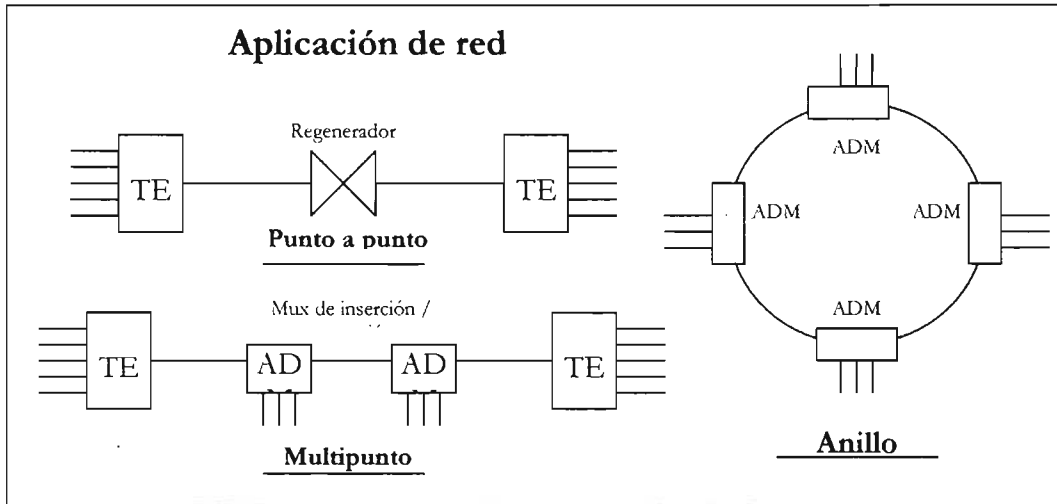 Aplicación de red
Regenerador
TE
TE
Punto a punto
Mux de inserción /
TE
AD
AD
TE
Multipunto
ADM
ADM
ADM
ADM
Anillo